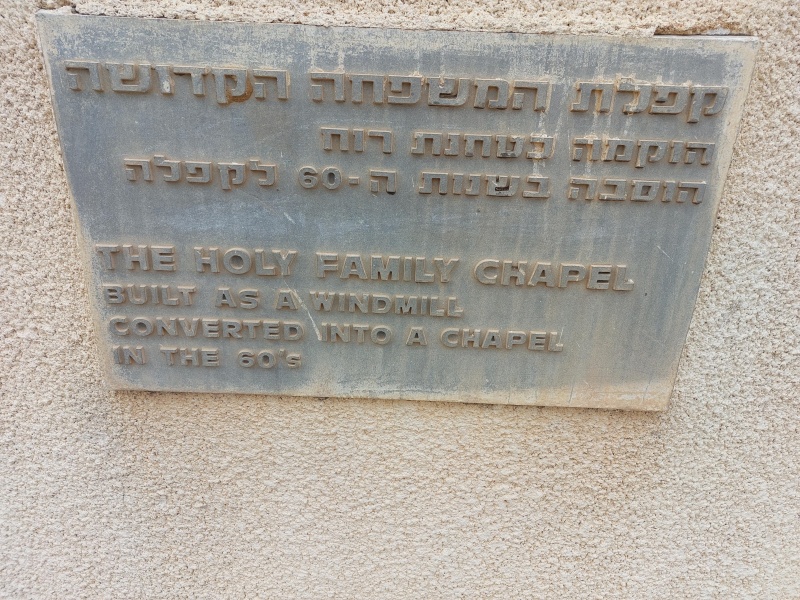 קפלת המשפחה הקדושה
הוקמה כטחנת רוח
הוסבה בשנות ה-60 לקפלה
THE HOLY FAMILY CHAPEL
BUILT AS A WINDMILL
CONVERTED INTO A CHAPEL
IN THE 60's